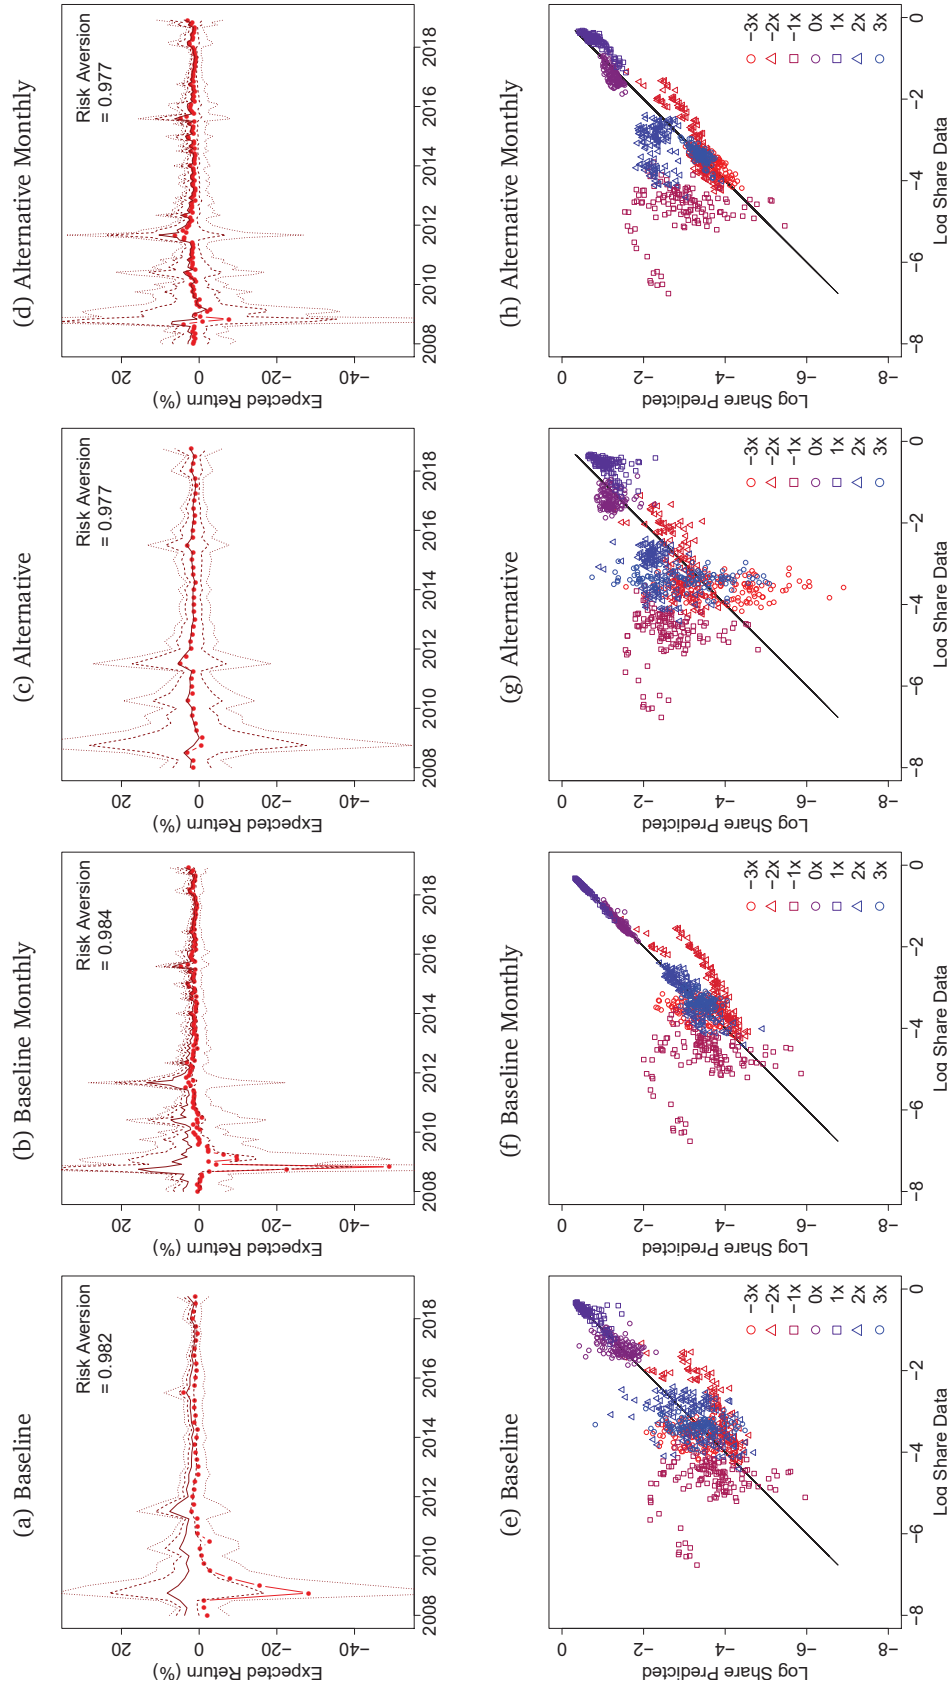 (a) Baseline
Expected Return (%)
20
0
−20
−40
Risk Aversion
= 0.982
2008
2010
2012
2014
2016
2018
(b) Baseline Monthly
Expected Return (%)
20
0
−20
−40
Risk Aversion
= 0.984
2008
2010
2012
2014
2016
2018
(c) Alternative
Expected Return (%)
20
0
−20
−40
Risk Aversion
= 0.977
2008
2010
2012
2014
2016
2018
(d) Alternative Monthly
Expected Return (%)
20
0
−20
−40
Risk Aversion
= 0.977
2008
2010
2012
2014
2016
2018
(e) Baseline
Log Share Predicted
0
−2
−4
−6
−8
−3x
−2x
−1x
0x
1x
2x
3x
−8
−6
−4
−2
0
Log Share Data
(f) Baseline Monthly
Log Share Predicted
0
−2
−4
−6
−8
−3x
−2x
−1x
0x
1x
2x
3x
−8
−6
−4
−2
0
Log Share Data
(g) Alternative
Log Share Predicted
0
−2
−4
−6
−8
−3x
−2x
−1x
0x
1x
2x
3x
−8
−6
−4
−2
0
Log Share Data
(h) Alternative Monthly
Log Share Predicted
0
−2
−4
−6
−8
−3x
−2x
−1x
0x
1x
2x
3x
−8
−6
−4
−2
0
Log Share Data